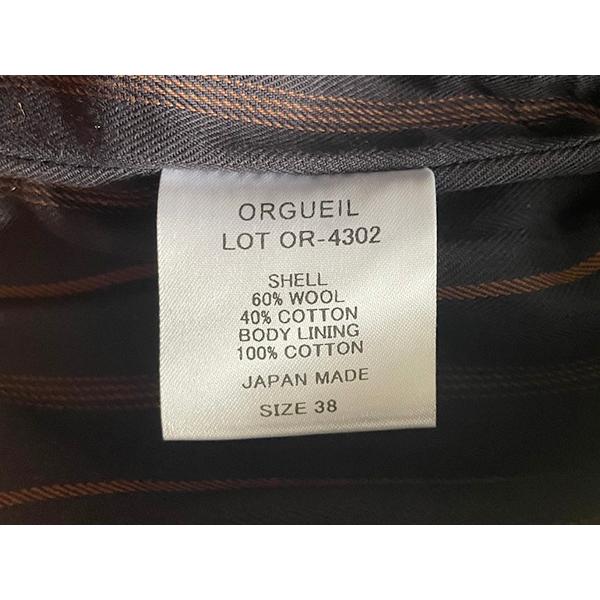 ORGUEIL
LOT OR-4302
SHELL
60% WOOL
40% COTTON
BODY LINING
100% COTTON
JAPAN MADE
SIZE 38